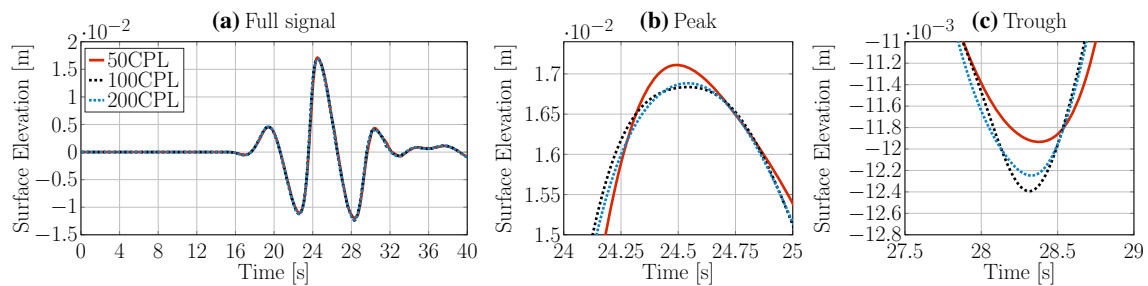 (a) Full signal
·10⁻²
Surface Elevation [m]
2
1.5
1
0.5
0
−0.5
−1
−1.5
50CPL
100CPL
200CPL
0 4 8 12 16 20 24 28 32 36 40
Time [s]
(b) Peak
·10⁻²
Surface Elevation [m]
1.7
1.6
1.5
24 24.25 24.5 24.75 25
Time [s]
(c) Trough
·10⁻³
Surface Elevation [m]
−11
−11.2
−11.4
−11.6
−11.8
−12
−12.2
−12.4
−12.6
−12.8
27.5 28 28.5 29
Time [s]